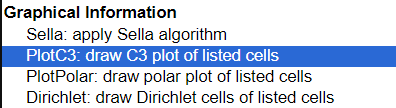 Graphical Information
Sella: apply Sella algorithm
PlotC3: draw C3 plot of listed cells
PlotPolar: draw polar plot of listed cells
Dirichlet: draw Dirichlet cells of listed cells